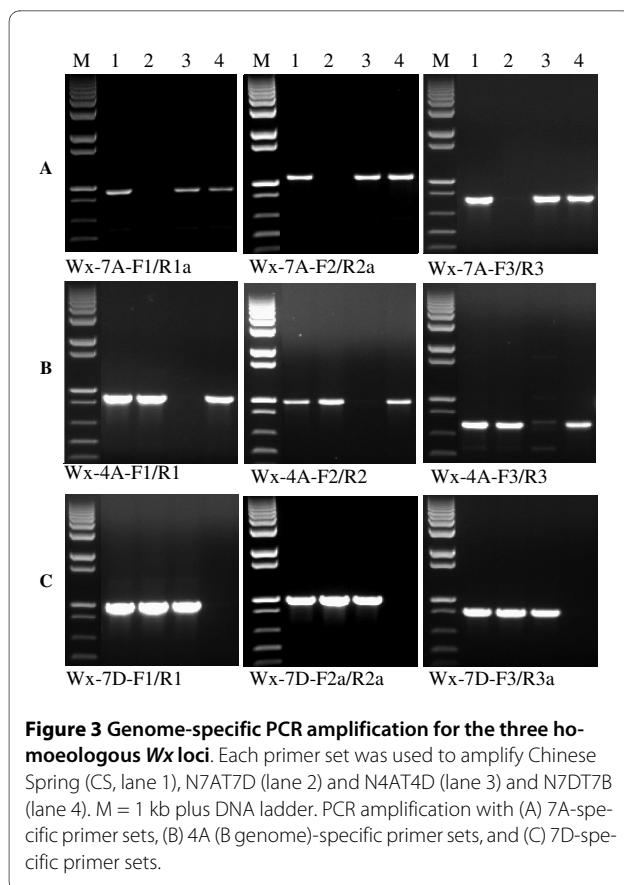 M 1 2 3 4 M 1 2 3 4 M 1 2 3 4
A
Wx-7A-F1/R1a Wx-7A-F2/R2a Wx-7A-F3/R3
B
Wx-4A-F1/R1 Wx-4A-F2/R2 Wx-4A-F3/R3
C
Wx-7D-F1/R1 Wx-7D-F2a/R2a Wx-7D-F3/R3a
Figure 3 Genome-specific PCR amplification for the three ho-
moeologous Wx loci. Each primer set was used to amplify Chinese
Spring (CS, lane 1), N7AT7D (lane 2) and N4AT4D (lane 3) and N7DT7B
(lane 4). M = 1 kb plus DNA ladder. PCR amplification with (A) 7A-spe-
cific primer sets, (B) 4A (B genome)-specific primer sets, and (C) 7D-spe-
cific primer sets.